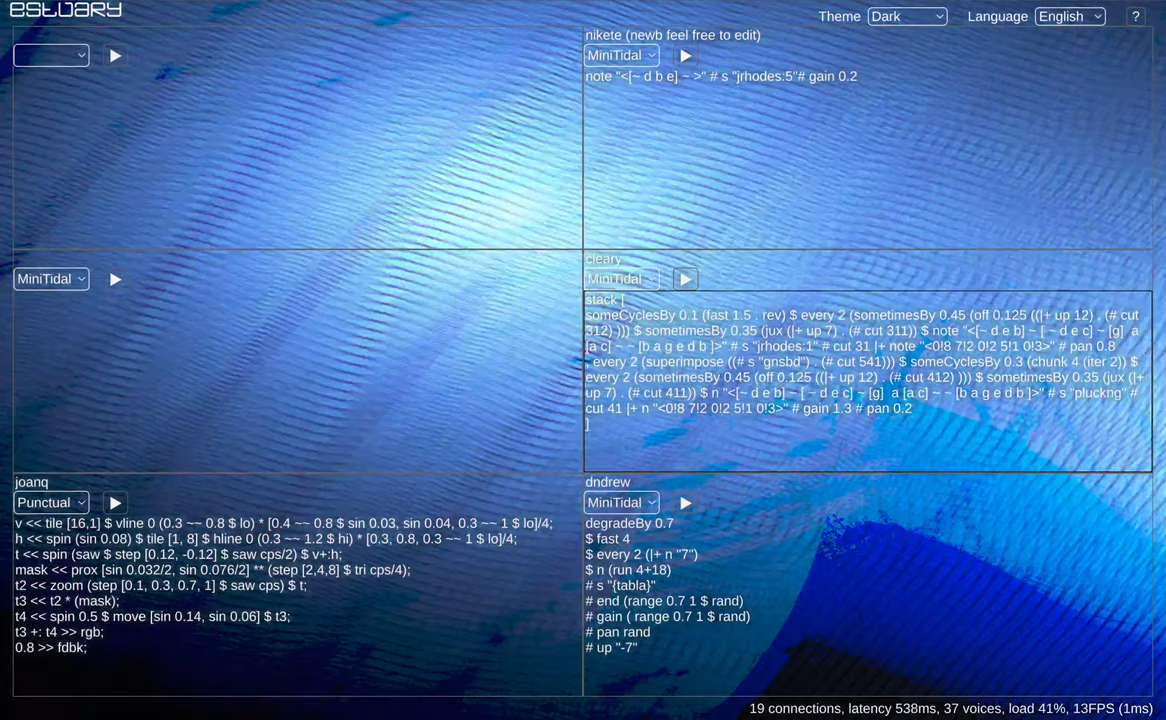 estuary
Theme Dark Language English ?
nikete (newb feel free to edit)
MiniTidal
note "<[~ d b e] ~ >" # s "jrhodes:5"# gain 0.2
MiniTidal
cleary
MiniTidal
stack [
someCyclesBy 0.1 (fast 1.5 . rev) $ every 2 (sometimesBy 0.45 (off 0.125 ((|+ up 12) . (# cut
312) ))) $ sometimesBy 0.35 (jux (|+ up 7) . (# cut 311)) $ note "<[~ d e b] ~ [ ~ d e c] ~ [g]  a
[a c] ~ ~ [b a g e d b ]>" # s "jrhodes:1" # cut 31 |+ note "<0!8 7!2 0!2 5!1 0!3>" # pan 0.8
, every 2 (superimpose ((# s "gnsbd") . (# cut 541))) $ someCyclesBy 0.3 (chunk 4 (iter 2)) $
every 2 (sometimesBy 0.45 (off 0.125 ((|+ up 12) . (# cut 412) ))) $ sometimesBy 0.35 (jux (|+
up 7) . (# cut 411)) $ n "<[~ d e b] ~ [ ~ d e c] ~ [g]  a [a c] ~ ~ [b a g e d b ]>" # s "pluckng" #
cut 41 |+ n "<0!8 7!2 0!2 5!1 0!3>" # gain 1.3 # pan 0.2
]
joanq
Punctual
v << tile [16,1] $ vline 0 (0.3 ~~ 0.8 $ lo) * [0.4 ~~ 0.8 $ sin 0.03, sin 0.04, 0.3 ~~ 1 $ lo]/4;
h << spin (sin 0.08) $ tile [1, 8] $ hline 0 (0.3 ~~ 1.2 $ hi) * [0.3, 0.8, 0.3 ~~ 1 $ lo]/4;
t << spin (saw $ step [0.12, -0.12] $ saw cps/2) $ v+:h;
mask << prox [sin 0.032/2, sin 0.076/2] ** (step [2,4,8] $ tri cps/4);
t2 << zoom (step [0.1, 0.3, 0.7, 1] $ saw cps) $ t;
t3 << t2 * (mask);
t4 << spin 0.5 $ move [sin 0.14, sin 0.06] $ t3;
t3 +: t4 >> rgb;
0.8 >> fdbk;
dndrew
MiniTidal
degradeBy 0.7
$ fast 4
$ every 2 (|+ n "7")
$ n (run 4+18)
# s "{tabla}"
# end (range 0.7 1 $ rand)
# gain ( range 0.7 1 $ rand)
# pan rand
# up "-7"
19 connections, latency 538ms, 37 voices, load 41%, 13FPS (1ms)